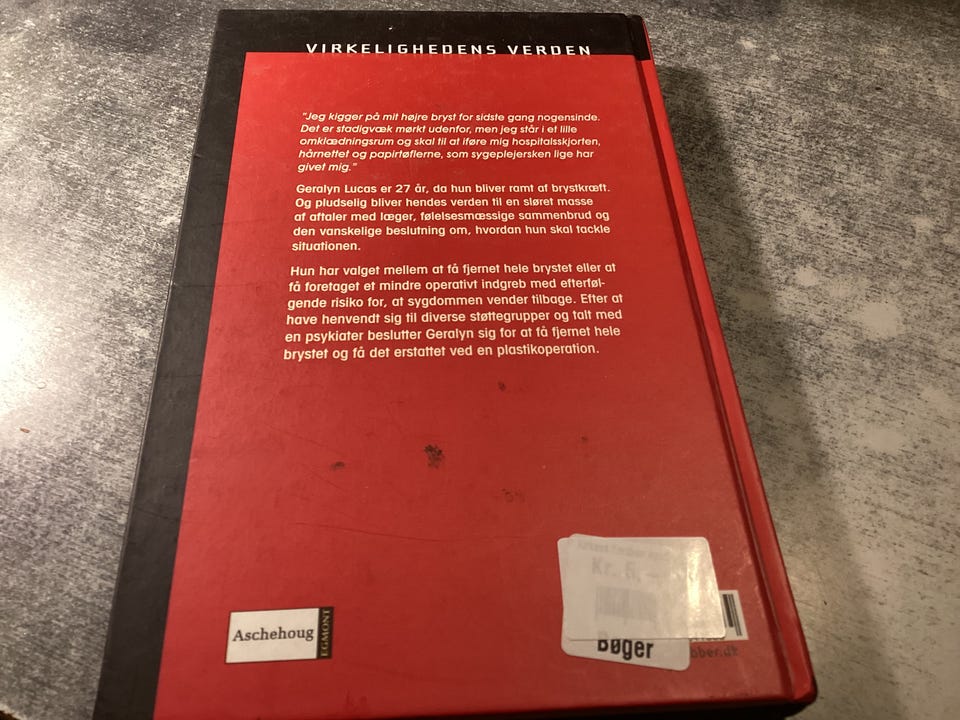 VIRKELIGHEDENS VERDEN
"Jeg kigger på mit højre bryst for sidste gang nogensinde.
Det er stadigvæk mørkt udenfor, men jeg står i et lille
omklædningsrum og skal til at iføre mig hospitalsskjorten,
hårnettet og papirtøflerne, som sygeplejersken lige har
givet mig."
Geralyn Lucas er 27 år, da hun bliver ramt af brystkræft.
Og pludselig bliver hendes verden til en sløret masse
af aftaler med læger, følelsesmæssige sammenbrud og
den vanskelige beslutning om, hvordan hun skal tackle
situationen.
Hun har valget mellem at få fjernet hele brystet eller at
få foretaget et mindre operativt indgreb med efterføl-
gende risiko for, at sygdommen vender tilbage. Efter at
have henvendt sig til diverse støttegrupper og talt med
en psykiater beslutter Geralyn sig for at få fjernet hele
brystet og få det erstattet ved en plastikoperation.
Kr. 5,-
Bøger
Aschehoug
EGMONT